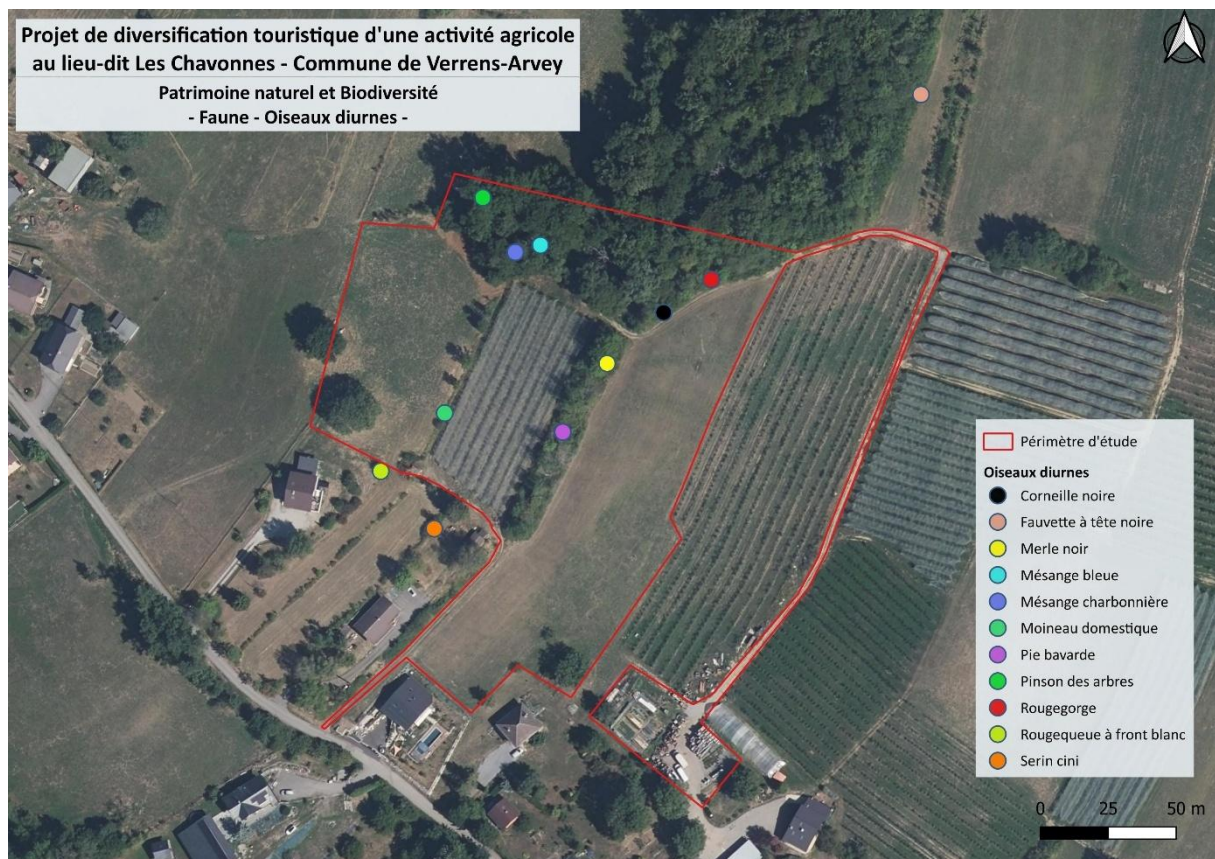 Projet de diversification touristique d'une activité agricole
au lieu-dit Les Chavonnes - Commune de Verrens-Arvey
Patrimoine naturel et Biodiversité
- Faune - Oiseaux diurnes -
Périmètre d'étude
Oiseaux diurnes
Corneille noire
Fauvette à tête noire
Merle noir
Mésange bleue
Mésange charbonnière
Moineau domestique
Pie bavarde
Pinson des arbres
Rougegorge
Rougequeue à front blanc
Serin cini
0 25 50 m